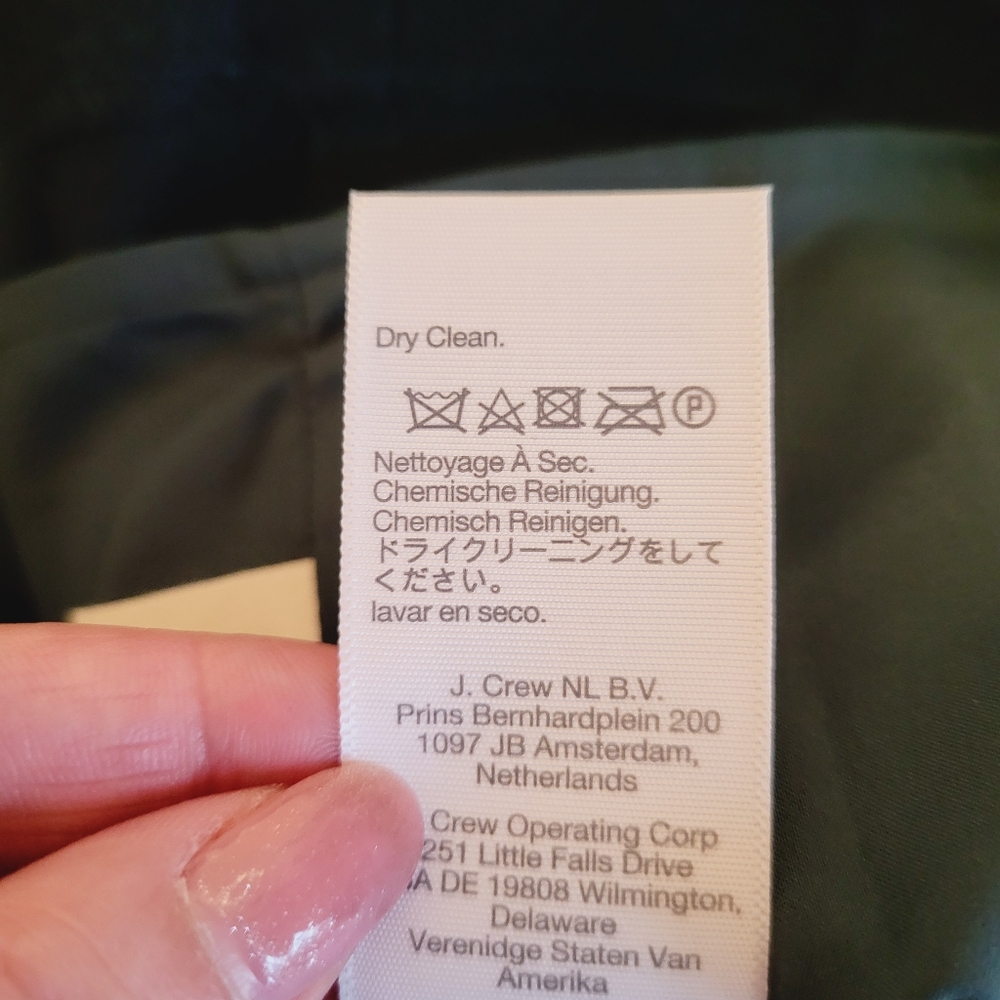 Dry Clean.
P
Nettoyage À Sec.
Chemische Reinigung.
Chemisch Reinigen.
ドライクリーニングをして
ください。
lavar en seco.
J. Crew NL B.V.
Prins Bernhardplein 200
1097 JB Amsterdam,
Netherlands
Crew Operating Corp
251 Little Falls Drive
DE 19808 Wilmington,
Delaware
Verenidge Staten Van
Amerika